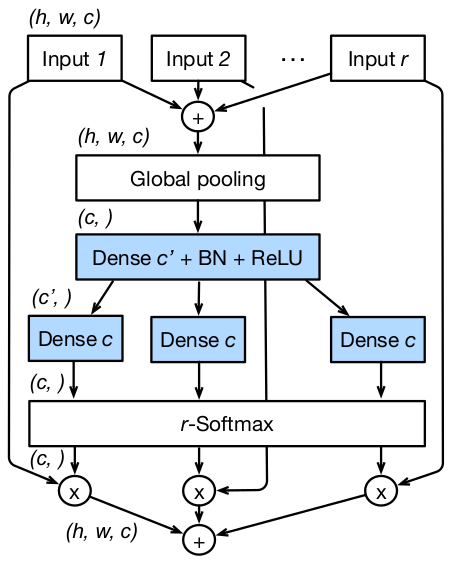 (h, w, c)
Input 1
Input 2
...
Input r
+
(h, w, c)
Global pooling
(c, )
Dense c' + BN + ReLU
(c', )
Dense c
Dense c
Dense c
(c, )
r-Softmax
(c, )
x
x
x
(h, w, c)
+